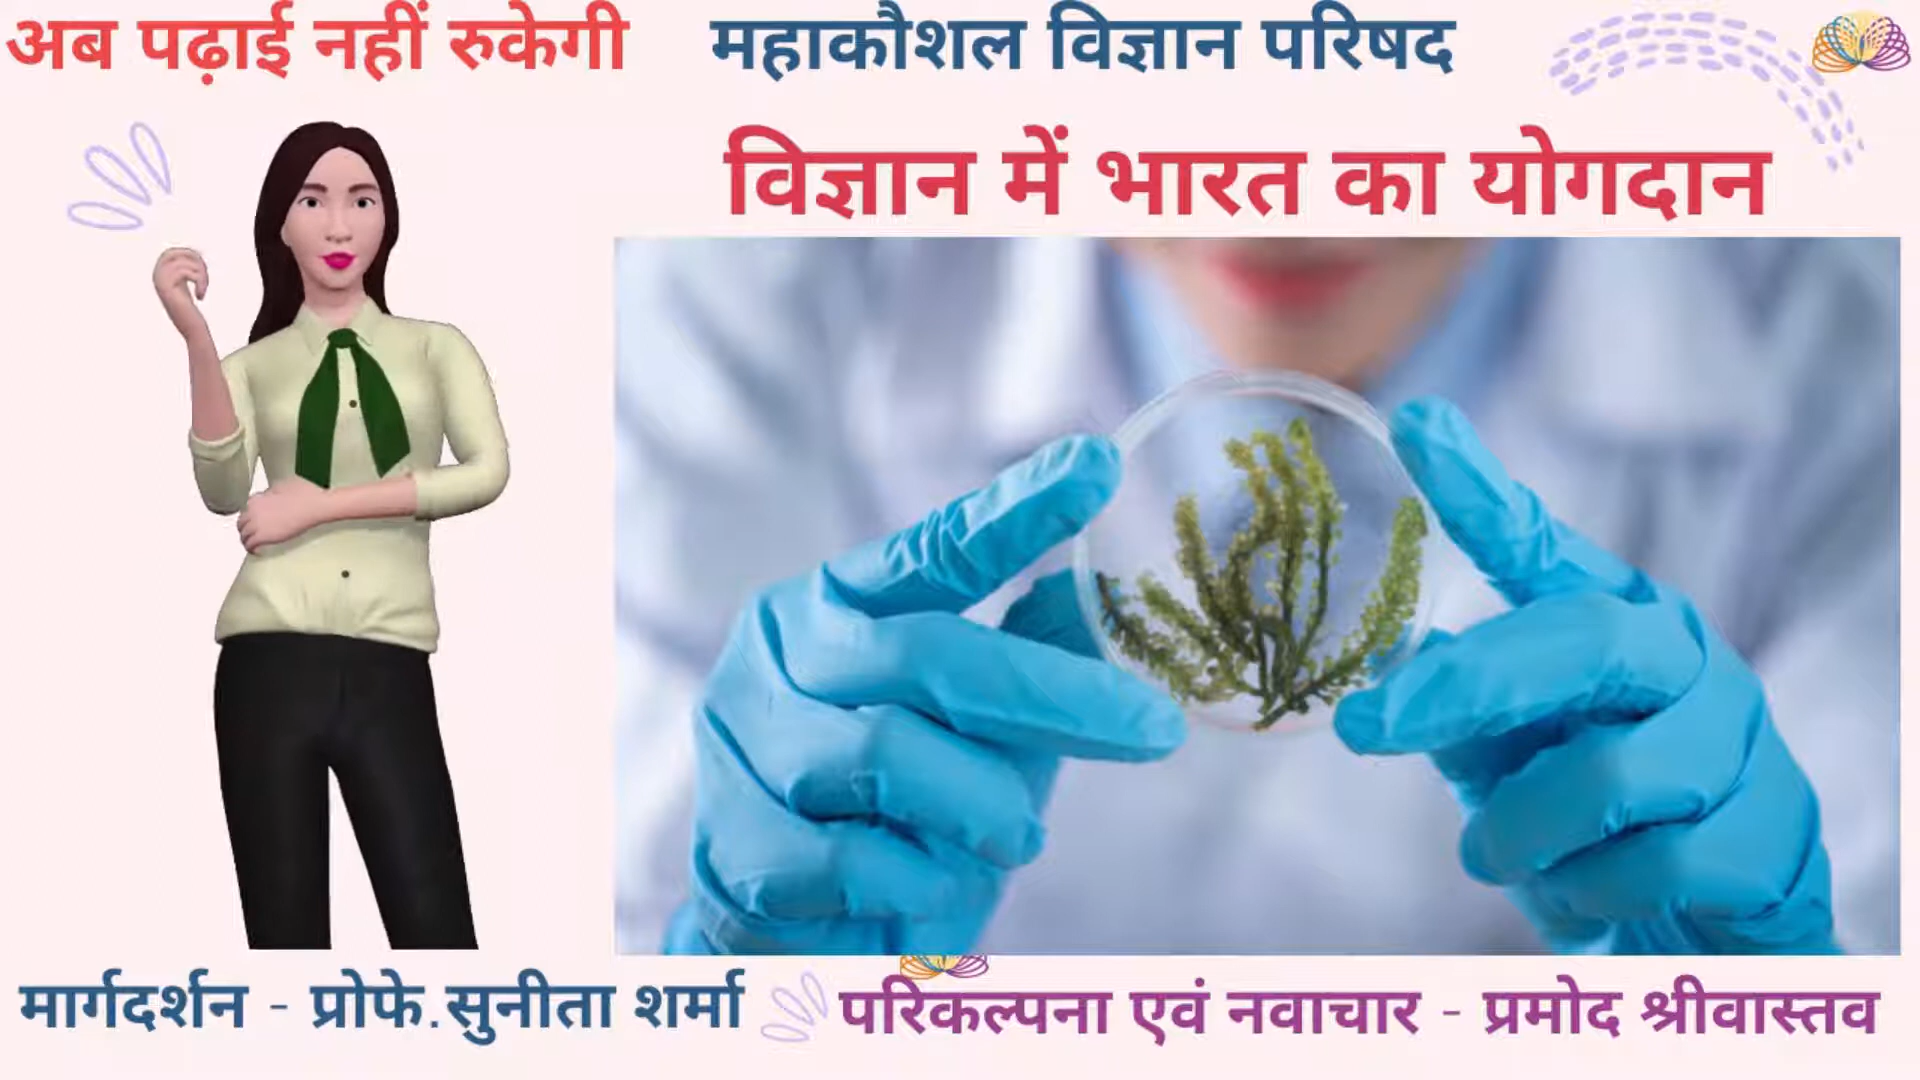 अब पढ़ाई नहीं रुकेगी
महाकौशल विज्ञान परिषद
विज्ञान में भारत का योगदान
मार्गदर्शन - प्रोफे.सुनीता शर्मा
परिकल्पना एवं नवाचार - प्रमोद श्रीवास्तव